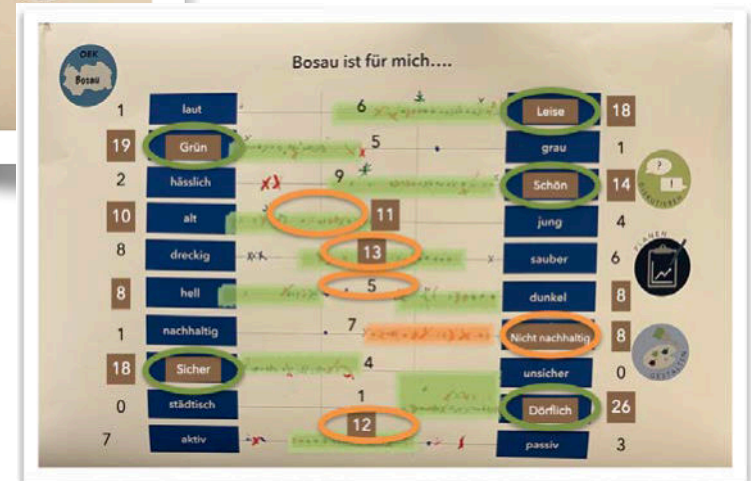 OEK
Bosau
Bosau ist für mich....
1 laut 6 Leise 18
19 Grün 5 grau 1
2 hässlich 9 Schön 14
10 alt 11 jung 4
8 dreckig 13 sauber 6
8 hell 5 dunkel 8
1 nachhaltig 7 Nicht nachhaltig 8
18 Sicher 4 unsicher 0
0 städtisch 1 Dörflich 26
7 aktiv 12 passiv 3
DISKUTIEREN
PLANEN
GESTALTEN